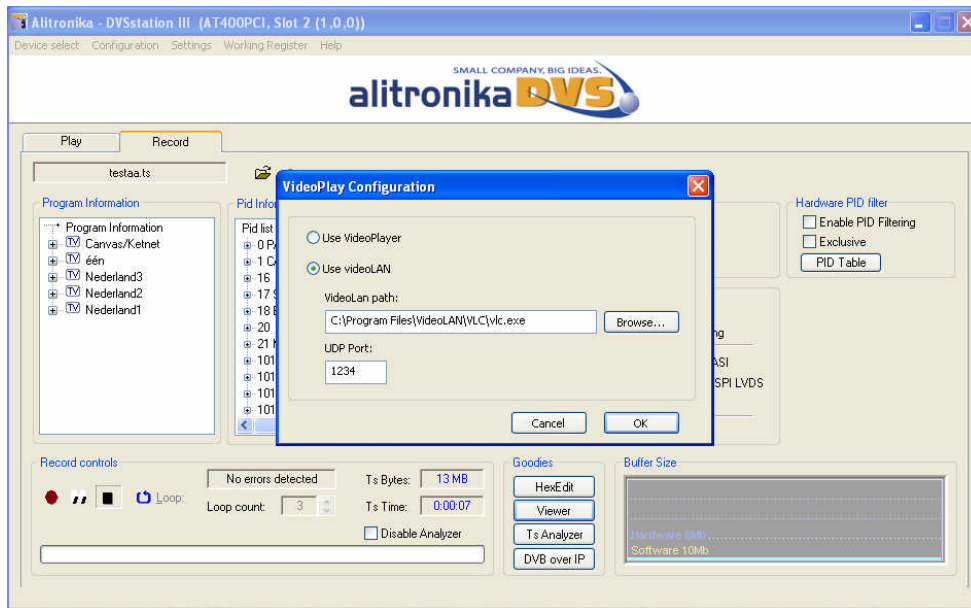 Alitronika - DVSstation III (AT400PCI, Slot 2 (1,0,0))
Device select Configuration Settings Working Register Help
SMALL COMPANY, BIG IDEAS.
alitronika DVS
Play Record
testaa.ts
Program Information
Program Information
Canvas/Ketnet
één
Nederland3
Nederland2
Nederland1
Pid list
0
1
16
17
18
20
21
101
101
101
101
VideoPlay Configuration
Use VideoPlayer
Use videoLAN
VideoLan path:
C:\Program Files\VideoLAN\VLC\vlc.exe
Browse...
UDP Port:
1234
Cancel OK
ASI
SPI LVDS
Hardware PID filter
Enable PID Filtering
Exclusive
PID Table
Record controls
Loop:
No errors detected
Loop count: 3
Ts Bytes: 13 MB
Ts Time: 0:00:07
Disable Analyzer
Goodies
HexEdit
Viewer
Ts Analyzer
DVB over IP
Buffer Size
Hardware 8Mb
Software 10Mb